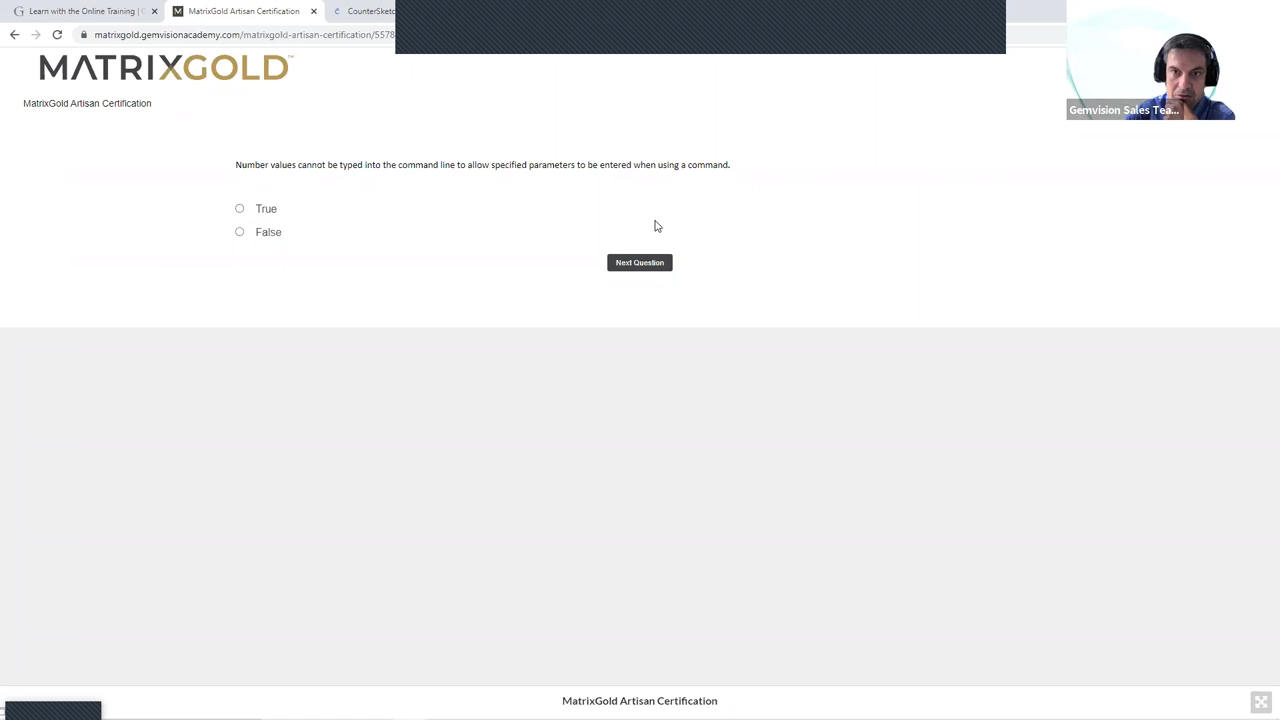 Learn with the Online Training | C
MatrixGold Artisan Certification
CounterSketc
matrixgold.gemvisionacademy.com/matrixgold-artisan-certification/5578
MATRIXGOLD™
MatrixGold Artisan Certification
Gemvision Sales Tea...
Number values cannot be typed into the command line to allow specified parameters to be entered when using a command.
True
False
Next Question
MatrixGold Artisan Certification